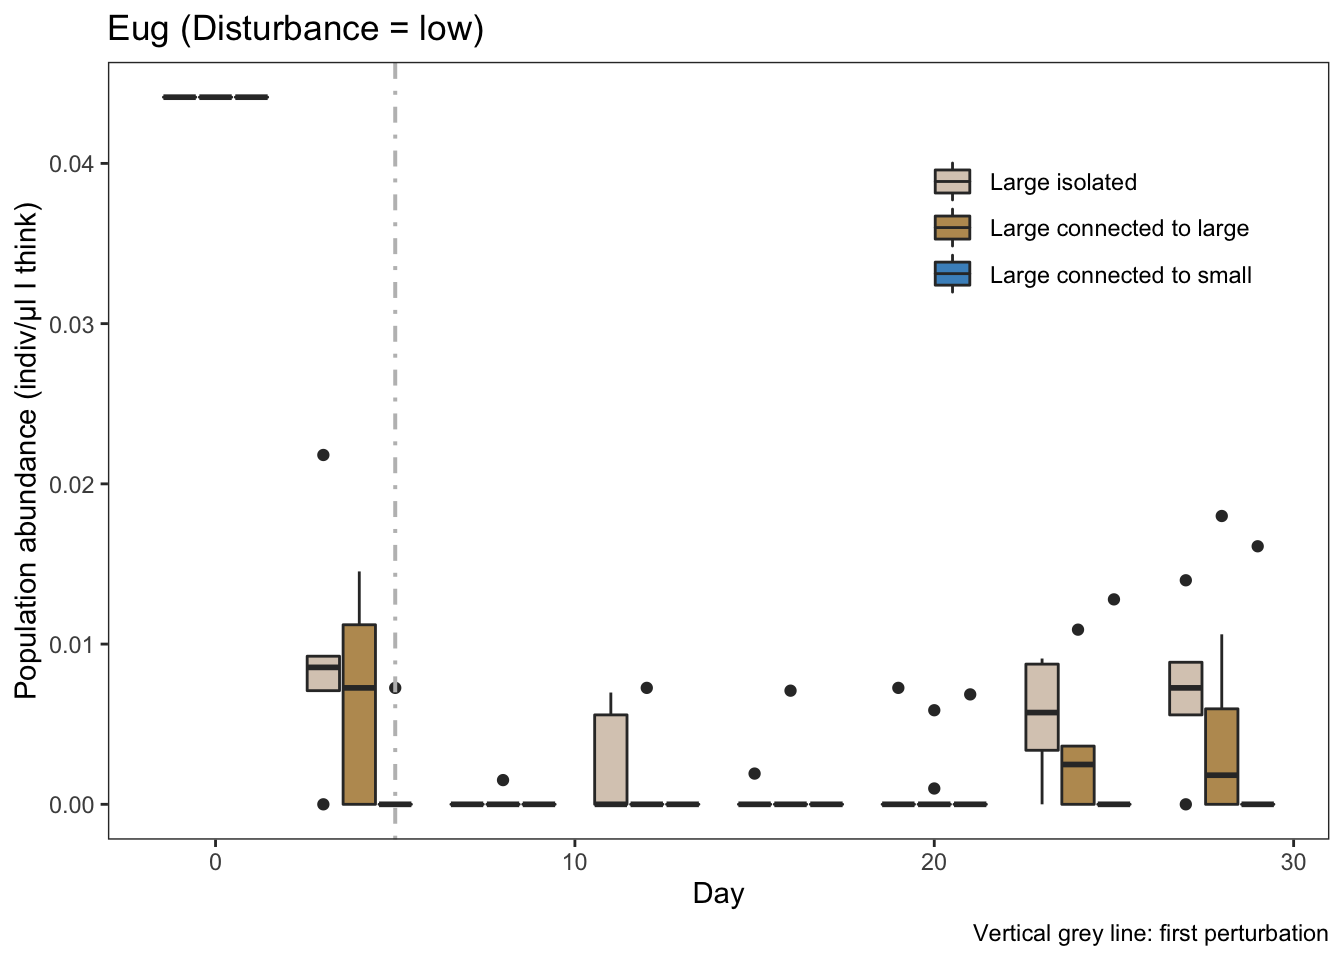 Eug (Disturbance = low)
Population abundance (indiv/µl I think)
0.04
0.03
0.02
0.01
0.00
Large isolated
Large connected to large
Large connected to small
0
10
20
30
Day
Vertical grey line: first perturbation